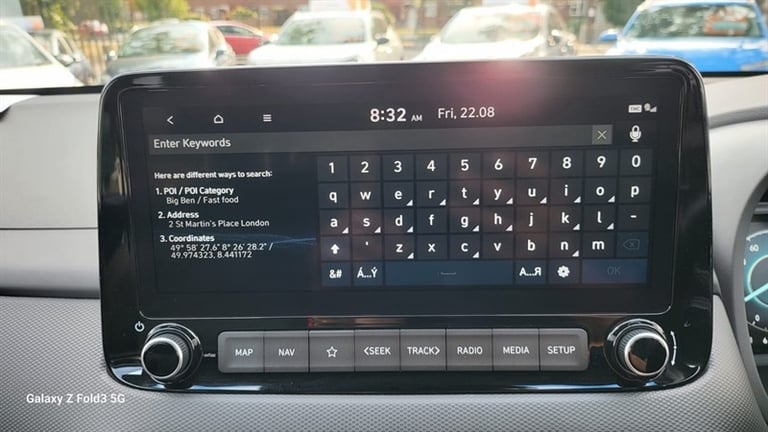 8:32 AM Fri, 22.08
Enter Keywords
Here are different ways to search:
1. POI / POI Category
Big Ben / Fast food
2. Address
2 St Martin's Place London
3. Coordinates
49° 58' 27.6" 8° 26' 28.2" /
49.974323, 8.441172
1 2 3 4 5 6 7 8 9 0
q w e r t y u i o p
a s d f g h j k l -
' z x c v b n m
&# Á...Ý А...Я OK
MAP NAV <SEEK TRACK> RADIO MEDIA SETUP
60
Galaxy Z Fold3 5G